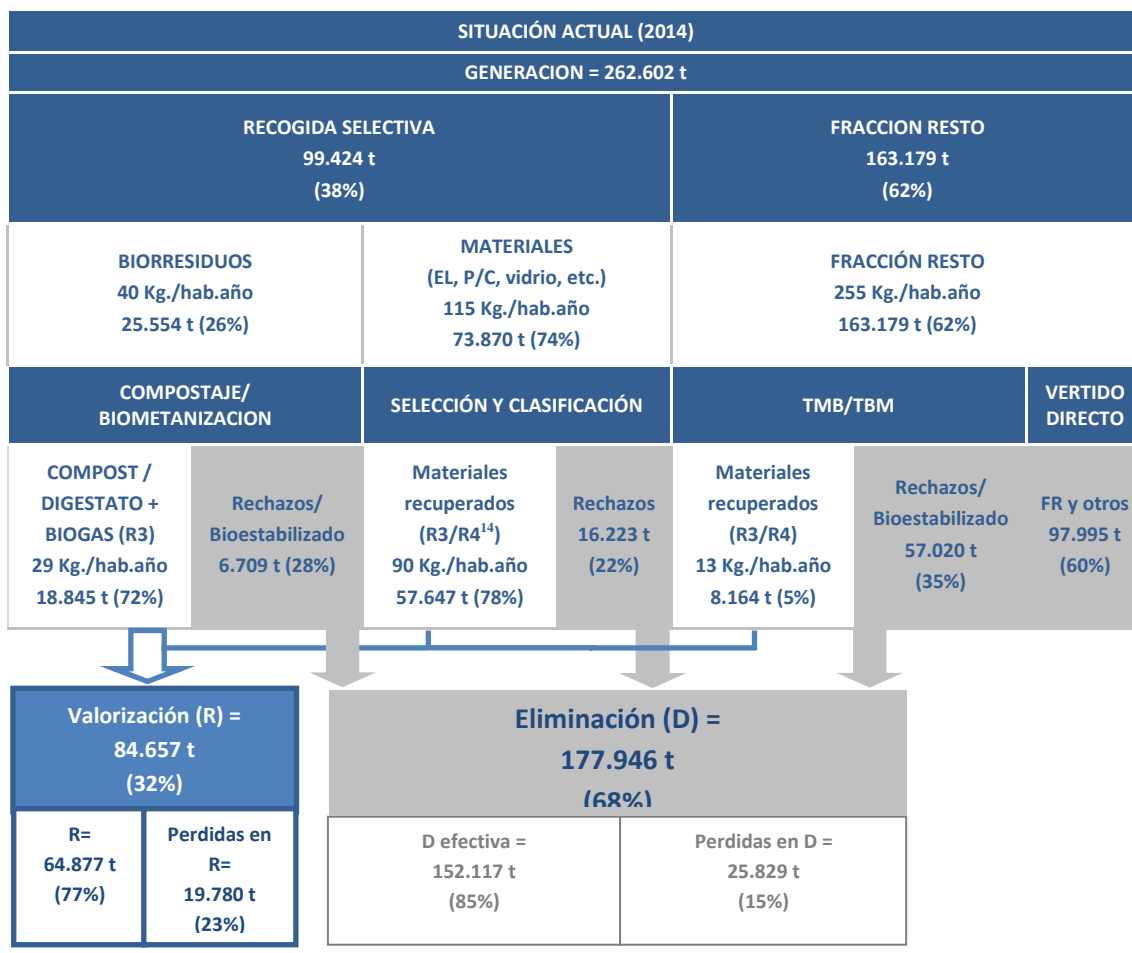 SITUACIÓN ACTUAL (2014)
GENERACION = 262.602 t
RECOGIDA SELECTIVA
99.424 t
(38%)
FRACCION RESTO
163.179 t
(62%)
BIORRESIDUOS
40 Kg./hab.año
25.554 t (26%)
MATERIALES
(EL, P/C, vidrio, etc.)
115 Kg./hab.año
73.870 t (74%)
FRACCIÓN RESTO
255 Kg./hab.año
163.179 t (62%)
COMPOSTAJE/
BIOMETANIZACION
SELECCIÓN Y CLASIFICACIÓN
TMB/TBM
VERTIDO
DIRECTO
COMPOST /
DIGESTATO +
BIOGAS (R3)
29 Kg./hab.año
18.845 t (72%)
Rechazos/
Bioestabilizado
6.709 t (28%)
Materiales
recuperados
(R3/R4¹⁴)
90 Kg./hab.año
57.647 t (78%)
Rechazos
16.223 t
(22%)
Materiales
recuperados
(R3/R4)
13 Kg./hab.año
8.164 t (5%)
Rechazos/
Bioestabilizado
57.020 t
(35%)
FR y otros
97.995 t
(60%)
Valorización (R) =
84.657 t
(32%)
Eliminación (D) =
177.946 t
(68%)
R=
64.877 t
(77%)
Perdidas en
R=
19.780 t
(23%)
D efectiva =
152.117 t
(85%)
Perdidas en D =
25.829 t
(15%)